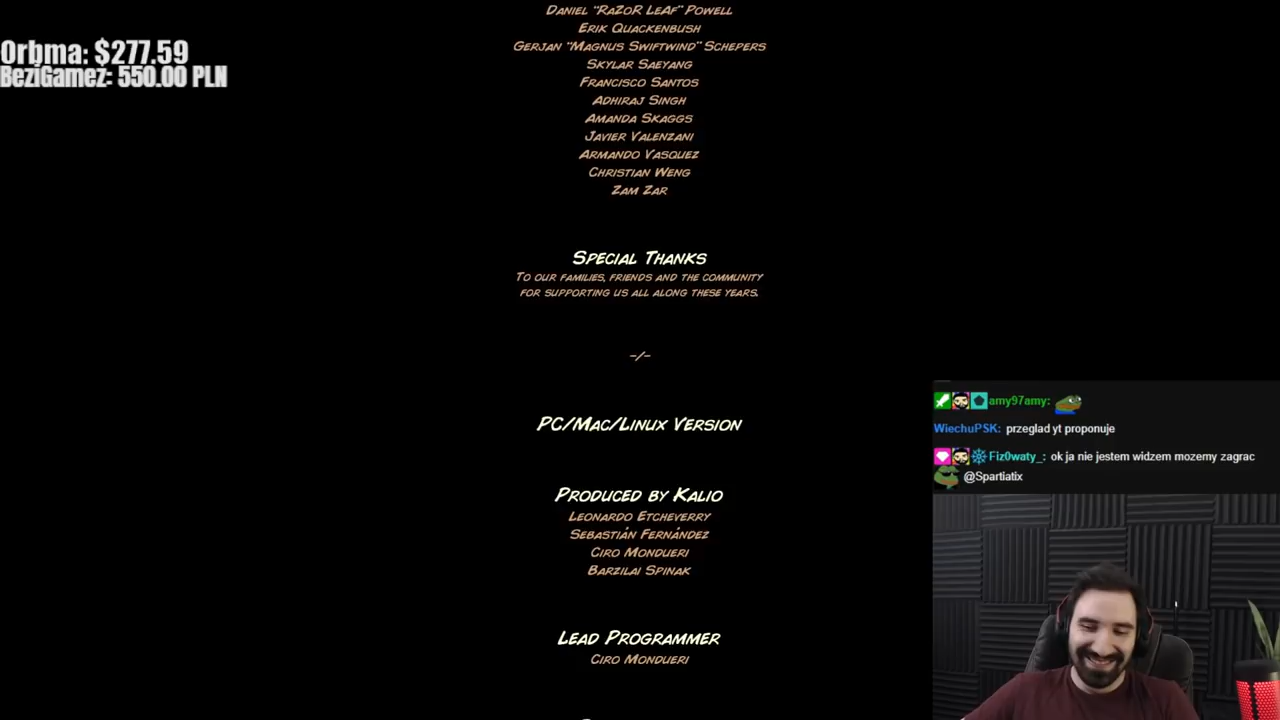 Orbma: $277.59
BeziGamez: 550.00 PLN
Daniel "RaZoR LeAf" Powell
Erik Quackenbush
Gerjan "Magnus Swiftwind" Schepers
Skylar Saeyang
Francisco Santos
Adhiraj Singh
Amanda Skaggs
Javier Valenzani
Armando Vasquez
Christian Weng
Zam Zar
Special Thanks
To our families, friends and the community
for supporting us all along these years.
-/-
PC/Mac/Linux Version
Produced by Kalio
Leonardo Etcheverry
Sebastián Fernández
Ciro Mondueri
Barzilai Spinak
Lead Programmer
Ciro Mondueri
amy97amy:
WiechuPSK: przeglad yt proponuje
Fiz0waty_: ok ja nie jestem widzem mozemy zagrac
@Spartiatix